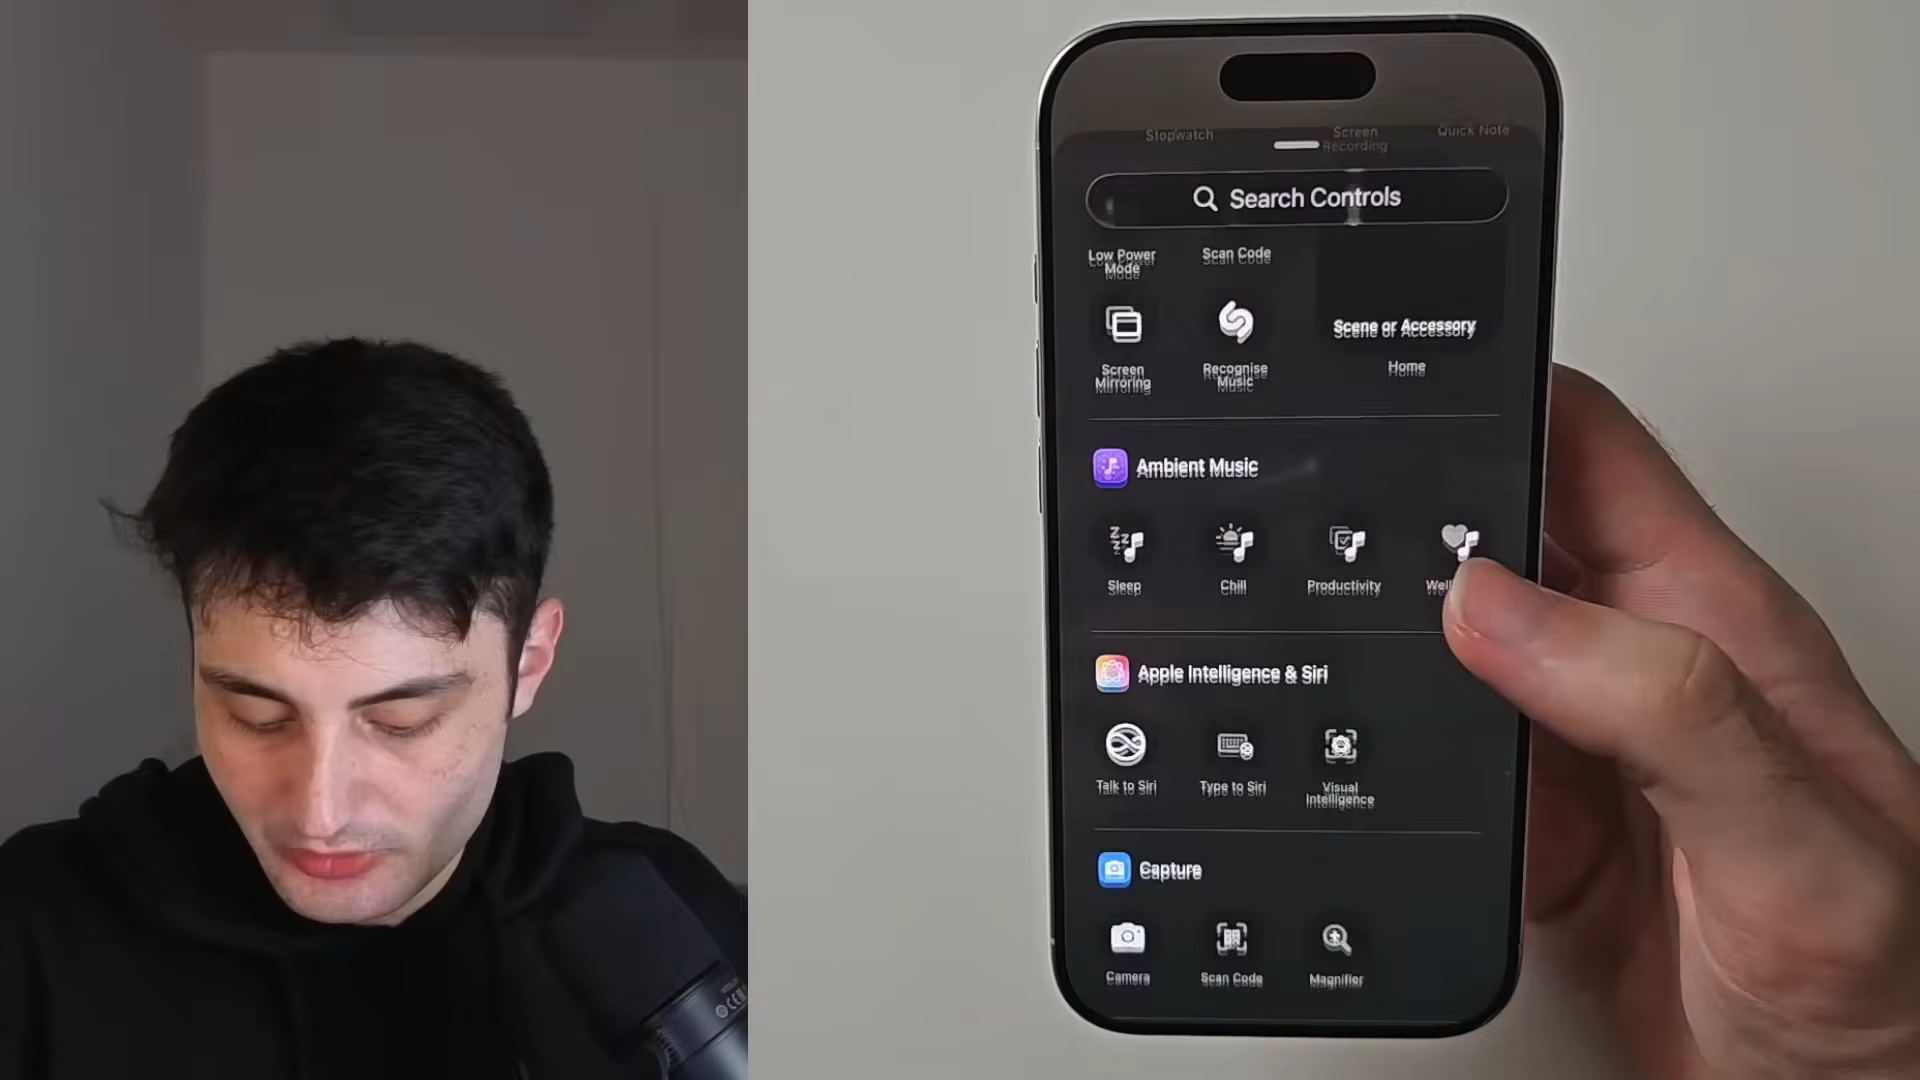 Stopwatch
Screen
Recording
Quick Note
Search Controls
Low Power
Mode
Scan Code
Screen
Mirroring
Recognise
Music
Scene or Accessory
Home
Ambient Music
Sleep
Chill
Productivity
Apple Intelligence & Siri
Talk to Siri
Type to Siri
Visual
Intelligence
Capture
Camera
Scan Code
Magnifier